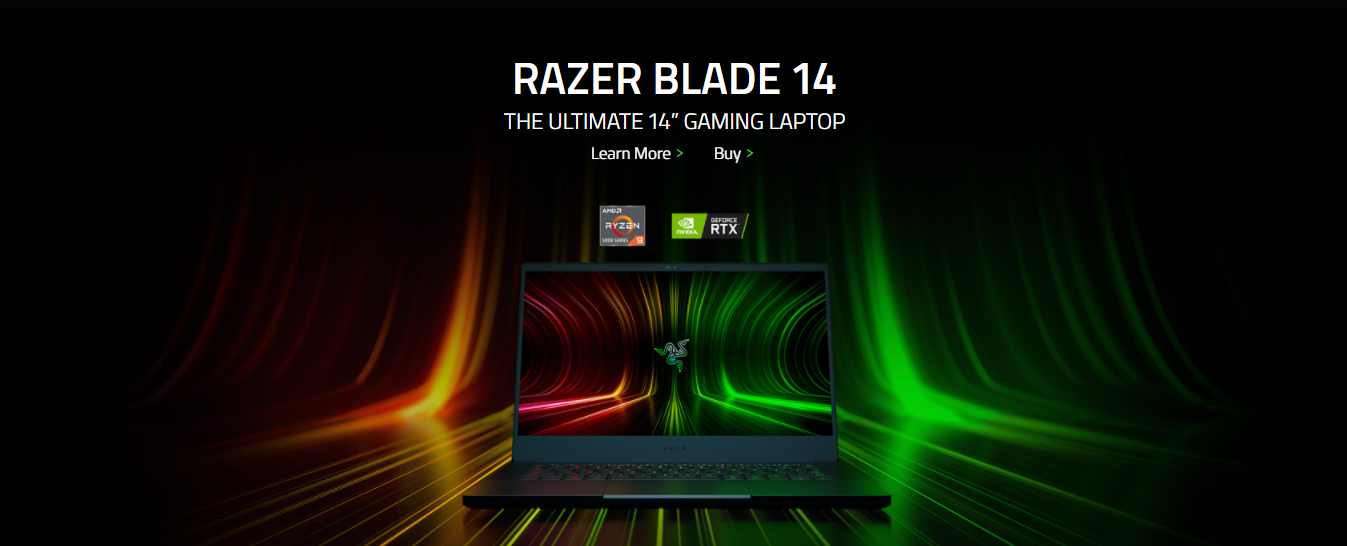 RAZER BLADE 14
THE ULTIMATE 14” GAMING LAPTOP
Learn More > Buy >
AMD
RYZEN
5000 SERIES 9
NVIDIA
GEFORCE
RTX
RAZER